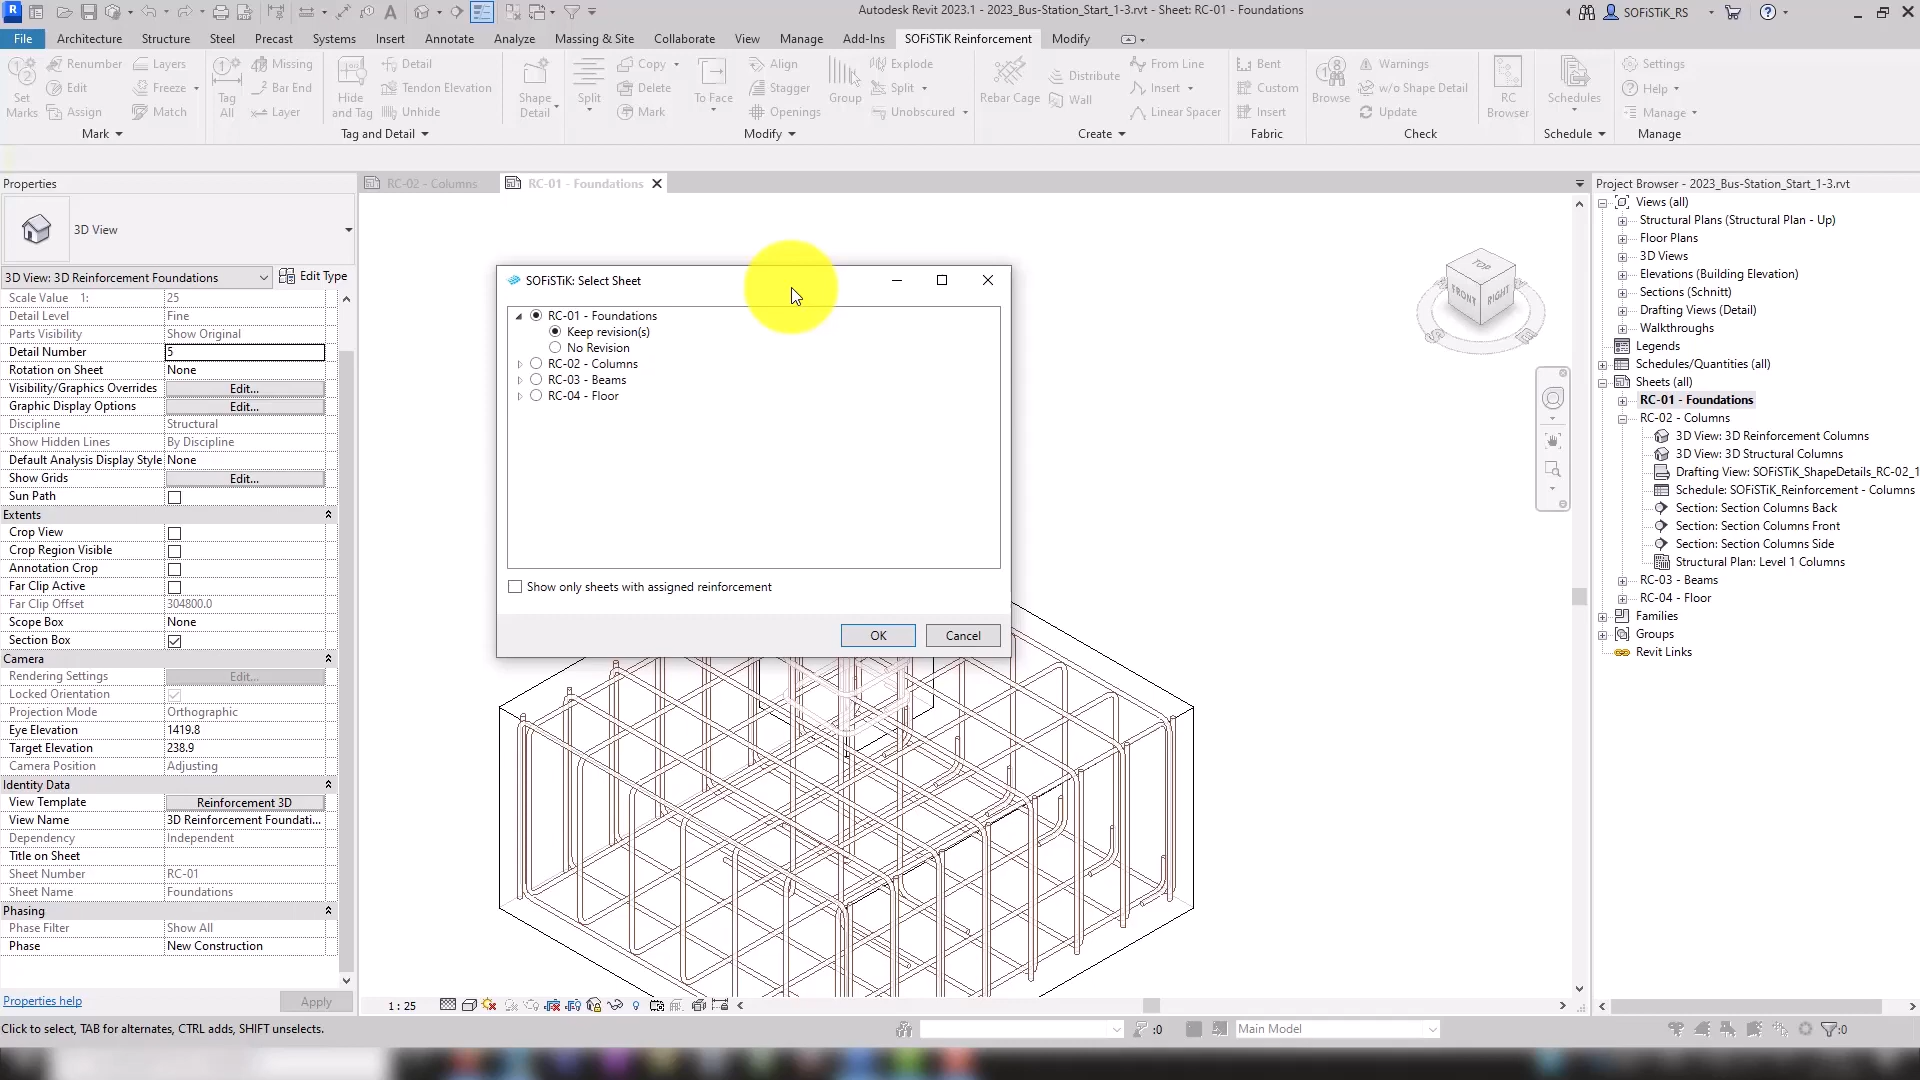 Autodesk Revit 2023.1 - 2023_Bus-Station_Start_1-3.rvt - Sheet: RC-01 - Foundations
SOFiSTiK_RS
File Architecture Structure Steel Precast Systems Insert Annotate Analyze Massing & Site Collaborate View Manage Add-Ins SOFiSTiK Reinforcement Modify
Set Marks
Renumber
Edit
Assign
Layers
Freeze
Match
Mark
Tag All
Missing
Bar End
Layer
Hide and Tag
Detail
Tendon Elevation
Unhide
Shape Detail
Tag and Detail
Split
Copy
Delete
Mark
To Face
Align
Stagger
Openings
Group
Explode
Split
Unbounded
Modify
Rebar Cage
Distribute
Wall
From Line
Insert
Linear Spacer
Create
Bent
Custom
Insert
Fabric
Browse
Warnings
w/o Shape Detail
Update
Check
RC Browser
Schedules
Schedule
Settings
Help
Manage
Manage
Properties
3D View
3D View: 3D Reinforcement Foundations
Edit Type
Scale Value 1: 25
Detail Level Fine
Parts Visibility Show Original
Detail Number 5
Rotation on Sheet None
Visibility/Graphics Overrides Edit...
Graphic Display Options Edit...
Discipline Structural
Show Hidden Lines By Discipline
Default Analysis Display Style None
Show Grids Edit...
Sun Path
Extents
Crop View
Crop Region Visible
Annotation Crop
Far Clip Active
Far Clip Offset 304800.0
Scope Box None
Section Box
Camera
Rendering Settings Edit...
Locked Orientation
Projection Mode Orthographic
Eye Elevation 1419.8
Target Elevation 238.9
Camera Position Adjusting
Identity Data
View Template Reinforcement 3D
View Name 3D Reinforcement Foundati...
Dependency Independent
Title on Sheet
Sheet Number RC-01
Sheet Name Foundations
Phasing
Phase Filter Show All
Phase New Construction
Properties help
Apply
RC-02 - Columns
RC-01 - Foundations
SOFiSTiK: Select Sheet
RC-01 - Foundations
Keep revision(s)
No Revision
RC-02 - Columns
RC-03 - Beams
RC-04 - Floor
Show only sheets with assigned reinforcement
OK
Cancel
TOP
FRONT
RIGHT
1 : 25
Project Browser - 2023_Bus-Station_Start_1-3.rvt
Views (all)
Structural Plans (Structural Plan - Up)
Floor Plans
3D Views
Elevations (Building Elevation)
Sections (Schnitt)
Drafting Views (Detail)
Walkthroughs
Legends
Schedules/Quantities (all)
Sheets (all)
RC-01 - Foundations
RC-02 - Columns
3D View: 3D Reinforcement Columns
3D View: 3D Structural Columns
Drafting View: SOFiSTiK_ShapeDetails_RC-02_1
Schedule: SOFiSTiK_Reinforcement - Columns
Section: Section Columns Back
Section: Section Columns Front
Section: Section Columns Side
Structural Plan: Level 1 Columns
RC-03 - Beams
RC-04 - Floor
Families
Groups
Revit Links
Click to select, TAB for alternates, CTRL adds, SHIFT unselects.
:0
Main Model
:0